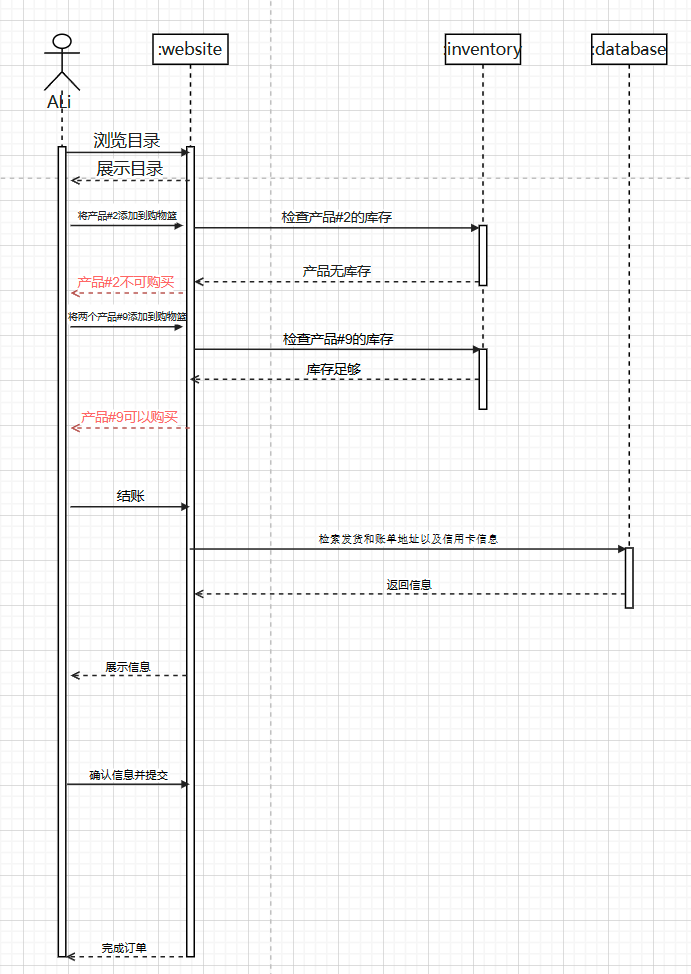 :website
:inventory
:database
ALi
浏览目录
展示目录
将产品#2添加到购物篮
检查产品#2的库存
产品无库存
产品#2不可购买
将两个产品#9添加到购物篮
检查产品#9的库存
库存足够
产品#9可以购买
结账
检索发货和账单地址以及信用卡信息
返回信息
展示信息
确认信息并提交
完成订单